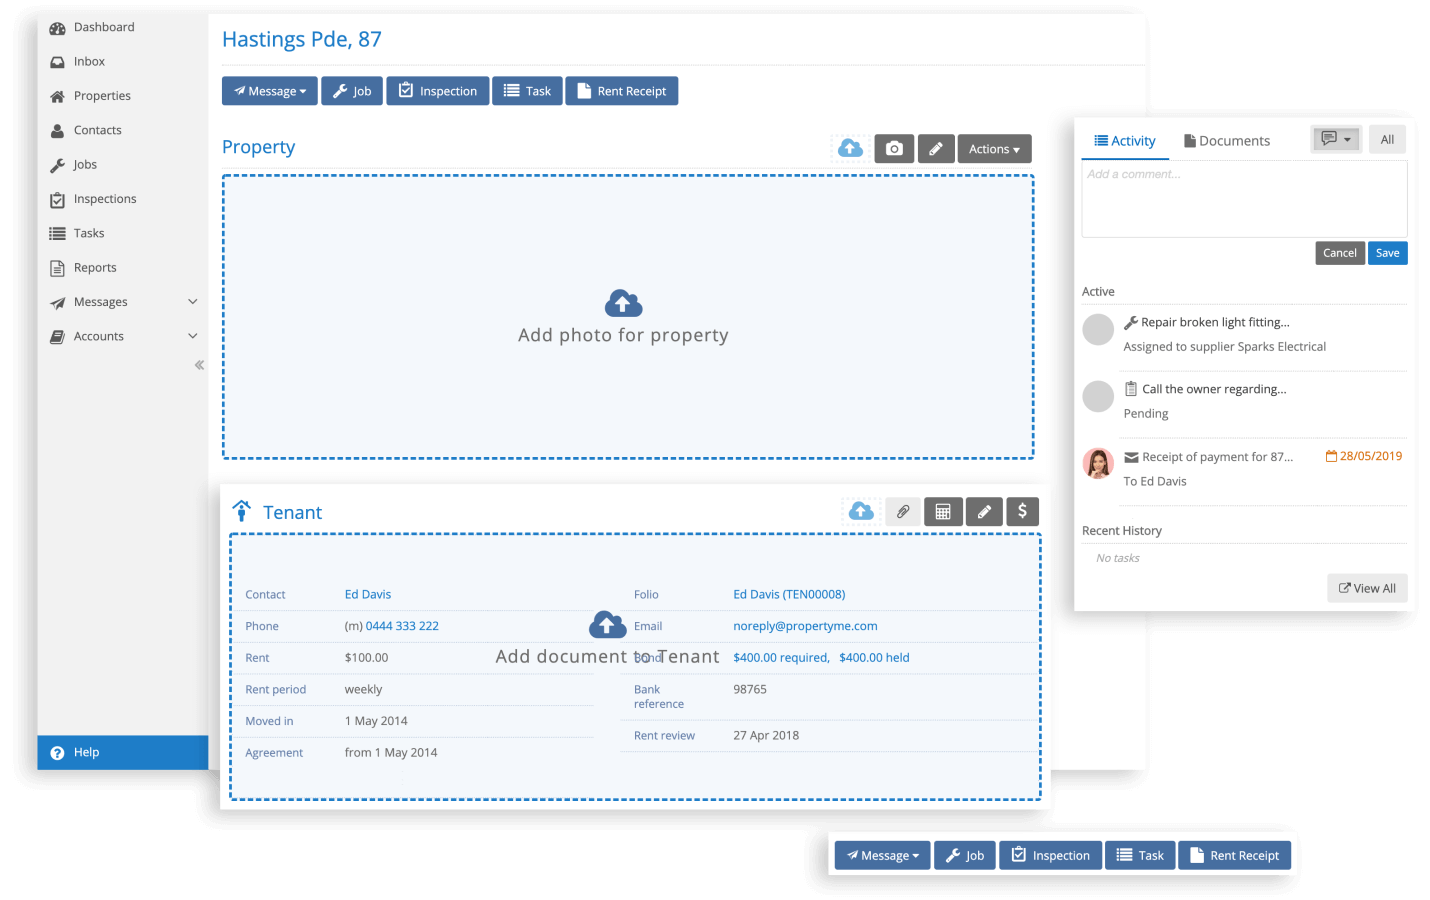 Dashboard
Inbox
Properties
Contacts
Jobs
Inspections
Tasks
Reports
Messages
Accounts
Help
Hastings Pde, 87
Message Job Inspection Task Rent Receipt
Property
Actions
Add photo for property
Tenant
Contact Ed Davis
Phone (m) 0444 333 222
Rent $100.00
Rent period weekly
Moved in 1 May 2014
Agreement from 1 May 2014
Add document to Tenant
Folio Ed Davis (TEN00008)
Email noreply@propertyme.com
Bond $400.00 required, $400.00 held
Bank 98765
reference
Rent review 27 Apr 2018
Activity Documents All
Add a comment...
Cancel Save
Active
Repair broken light fitting...
Assigned to supplier Sparks Electrical
Call the owner regarding...
Pending
Receipt of payment for 87... 28/05/2019
To Ed Davis
Recent History
No tasks
View All
Message Job Inspection Task Rent Receipt